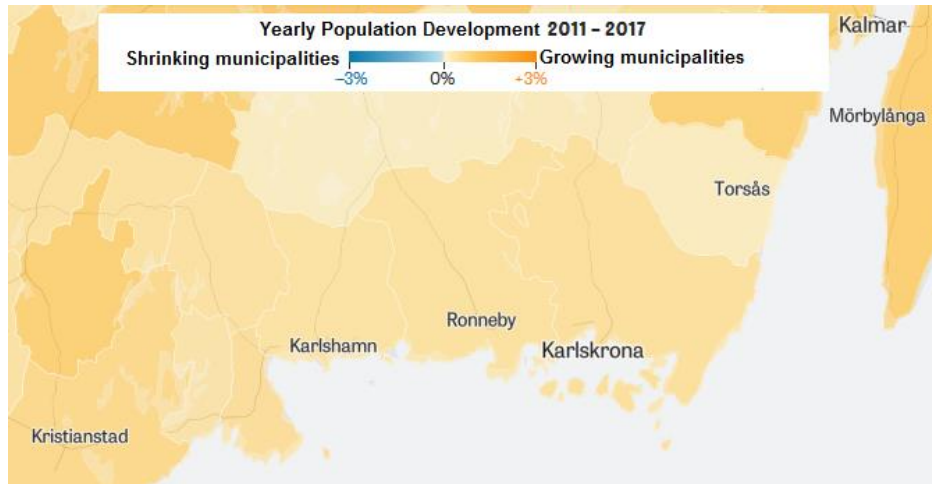 Yearly Population Development 2011 – 2017
Shrinking municipalities Growing municipalities
–3% 0% +3%
Kalmar
Mörbylånga
Torsås
Ronneby
Karlshamn
Karlskrona
Kristianstad